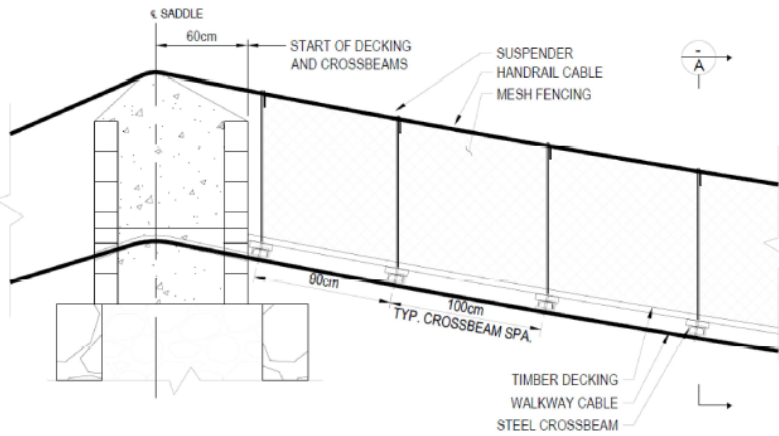 ℄ SADDLE
60cm
START OF DECKING
AND CROSSBEAMS
SUSPENDER
HANDRAIL CABLE
MESH FENCING
-
A
90cm
100cm
TYP. CROSSBEAM SPA.
TIMBER DECKING
WALKWAY CABLE
STEEL CROSSBEAM